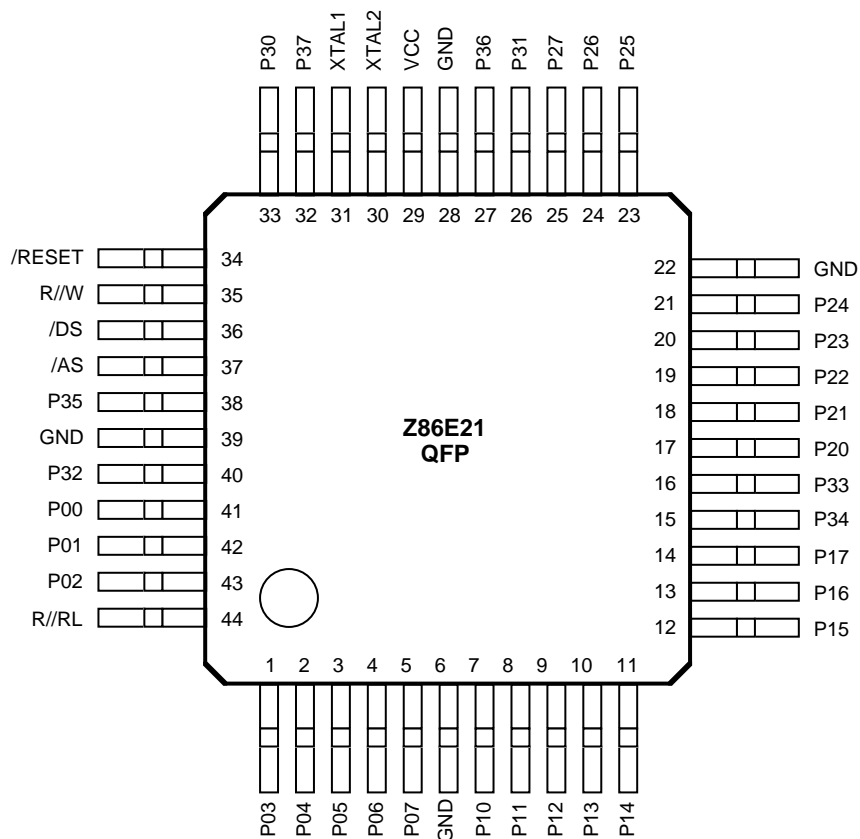 P30 P37 XTAL1 XTAL2 VCC GND P36 P31 P27 P26 P25
33 32 31 30 29 28 27 26 25 24 23
/RESET 34
R//W 35
/DS 36
/AS 37
P35 38
GND 39
P32 40
P00 41
P01 42
P02 43
R//RL 44
Z86E21
QFP
22 GND
21 P24
20 P23
19 P22
18 P21
17 P20
16 P33
15 P34
14 P17
13 P16
12 P15
1 2 3 4 5 6 7 8 9 10 11
P03 P04 P05 P06 P07 GND P10 P11 P12 P13 P14